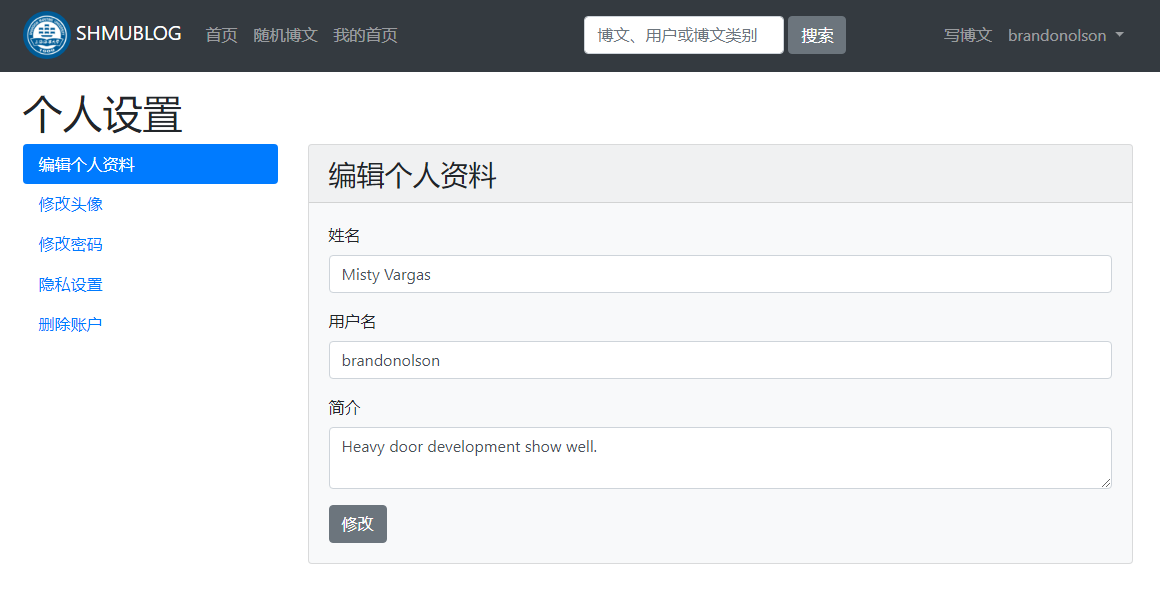 SHMUBLOG 首页 随机博文 我的首页 博文、用户或博文类别 搜索 写博文 brandonolson
个人设置
编辑个人资料
修改头像
修改密码
隐私设置
删除账户
编辑个人资料
姓名
Misty Vargas
用户名
brandonolson
简介
Heavy door development show well.
修改